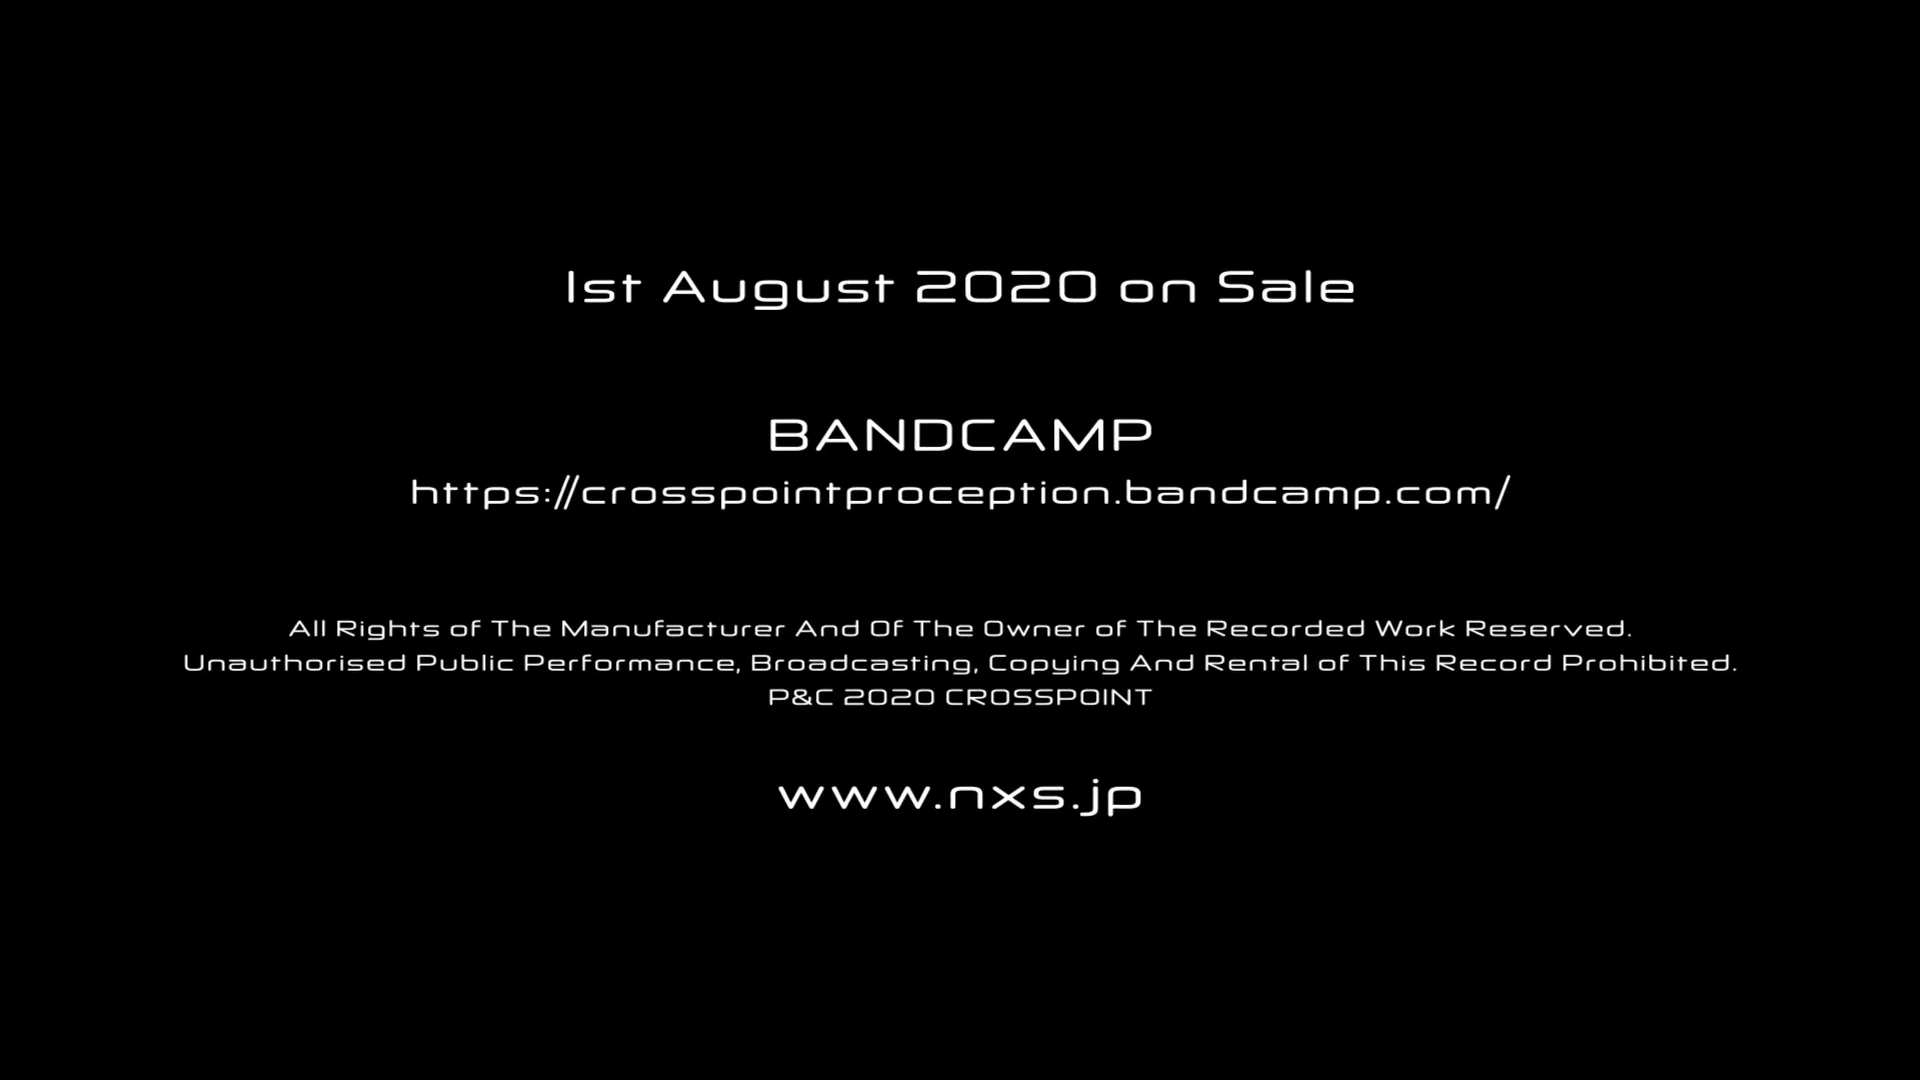 1st August 2020 on Sale
BANDCAMP
https://crosspointproception.bandcamp.com/
All Rights of The Manufacturer And Of The Owner of The Recorded Work Reserved.
Unauthorised Public Performance, Broadcasting, Copying And Rental of This Record Prohibited.
P&C 2020 CROSSPOINT
www.nxs.jp